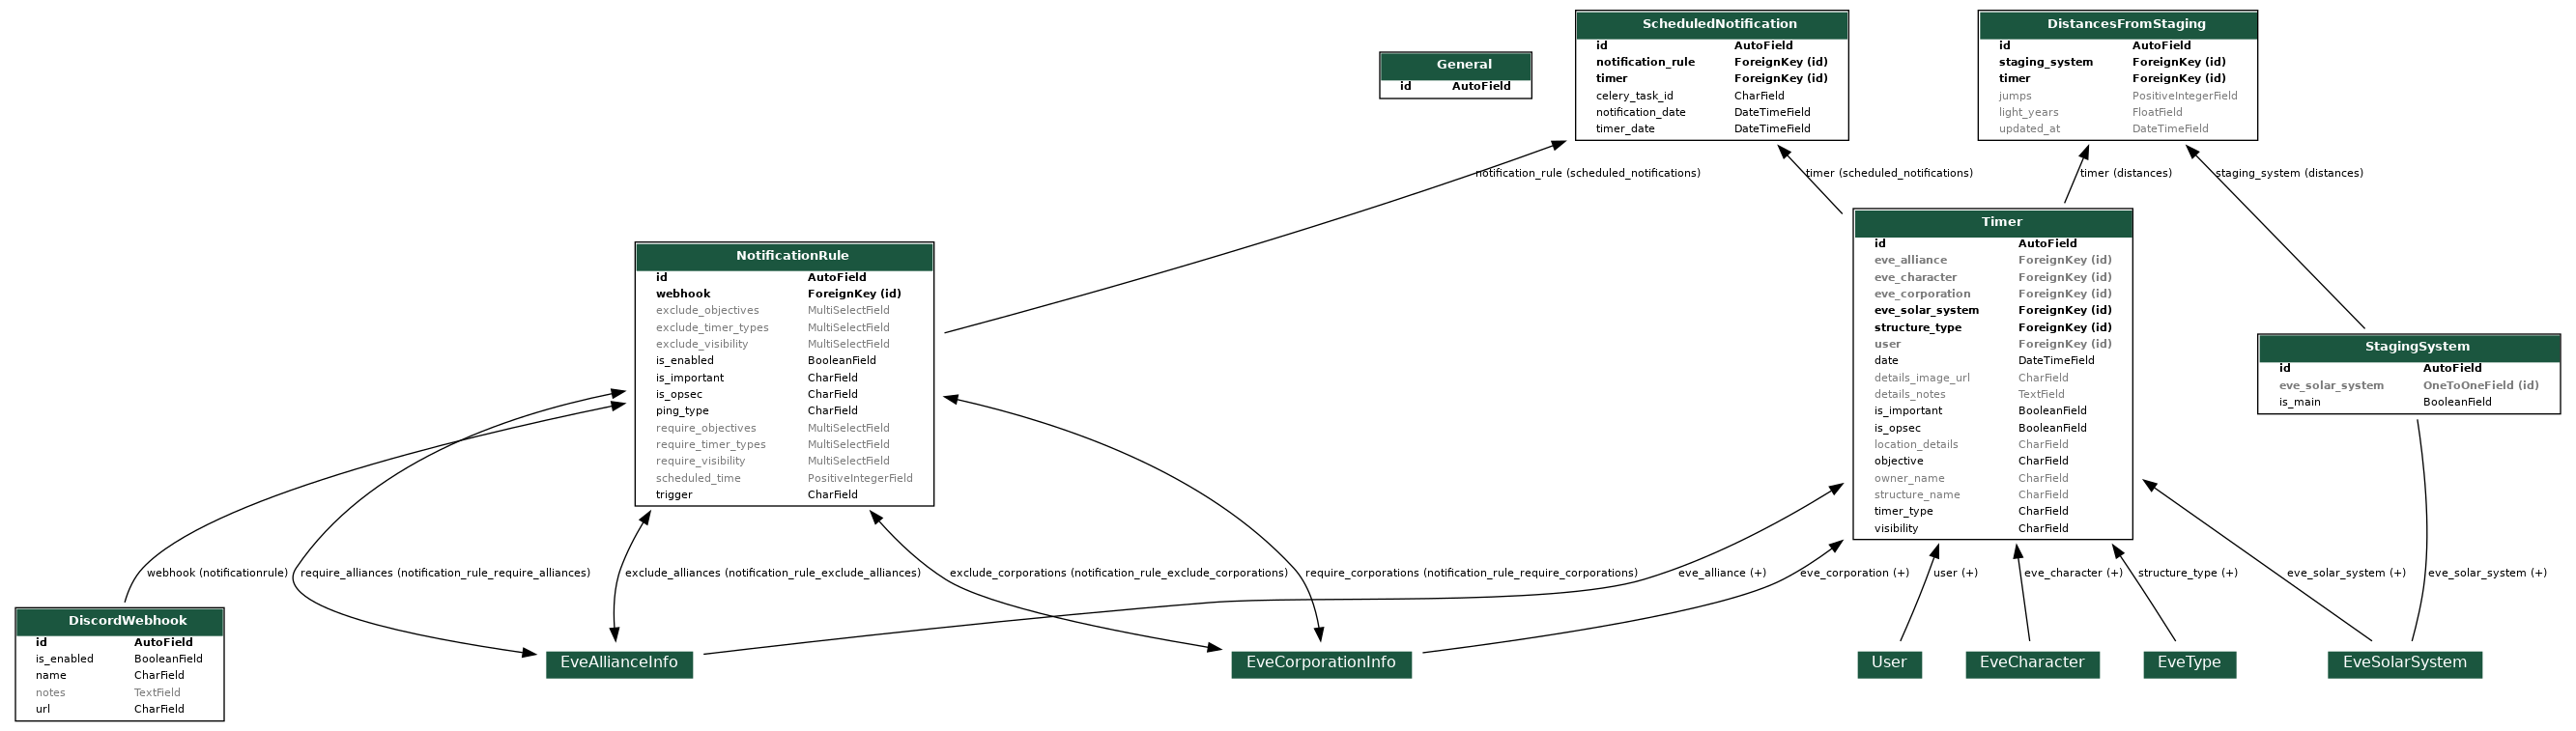 ScheduledNotification
id AutoField
notification_rule ForeignKey (id)
timer ForeignKey (id)
celery_task_id CharField
notification_date DateTimeField
timer_date DateTimeField
DistancesFromStaging
id AutoField
staging_system ForeignKey (id)
timer ForeignKey (id)
jumps PositiveIntegerField
light_years FloatField
updated_at DateTimeField
General
id AutoField
notification_rule (scheduled_notifications)
timer (scheduled_notifications)
timer (distances)
staging_system (distances)
NotificationRule
id AutoField
webhook ForeignKey (id)
exclude_objectives MultiSelectField
exclude_timer_types MultiSelectField
exclude_visibility MultiSelectField
is_enabled BooleanField
is_important CharField
is_opsec CharField
ping_type CharField
require_objectives MultiSelectField
require_timer_types MultiSelectField
require_visibility MultiSelectField
scheduled_time PositiveIntegerField
trigger CharField
Timer
id AutoField
eve_alliance ForeignKey (id)
eve_character ForeignKey (id)
eve_corporation ForeignKey (id)
eve_solar_system ForeignKey (id)
structure_type ForeignKey (id)
user ForeignKey (id)
date DateTimeField
details_image_url CharField
details_notes TextField
is_important BooleanField
is_opsec BooleanField
location_details CharField
objective CharField
owner_name CharField
structure_name CharField
timer_type CharField
visibility CharField
StagingSystem
id AutoField
eve_solar_system OneToOneField (id)
is_main BooleanField
webhook (notificationrule)
require_alliances (notification_rule_require_alliances)
exclude_alliances (notification_rule_exclude_alliances)
exclude_corporations (notification_rule_exclude_corporations)
require_corporations (notification_rule_require_corporations)
eve_alliance (+)
eve_corporation (+)
user (+)
eve_character (+)
structure_type (+)
eve_solar_system (+)
eve_solar_system (+)
DiscordWebhook
id AutoField
is_enabled BooleanField
name CharField
notes TextField
url CharField
EveAllianceInfo
EveCorporationInfo
User
EveCharacter
EveType
EveSolarSystem